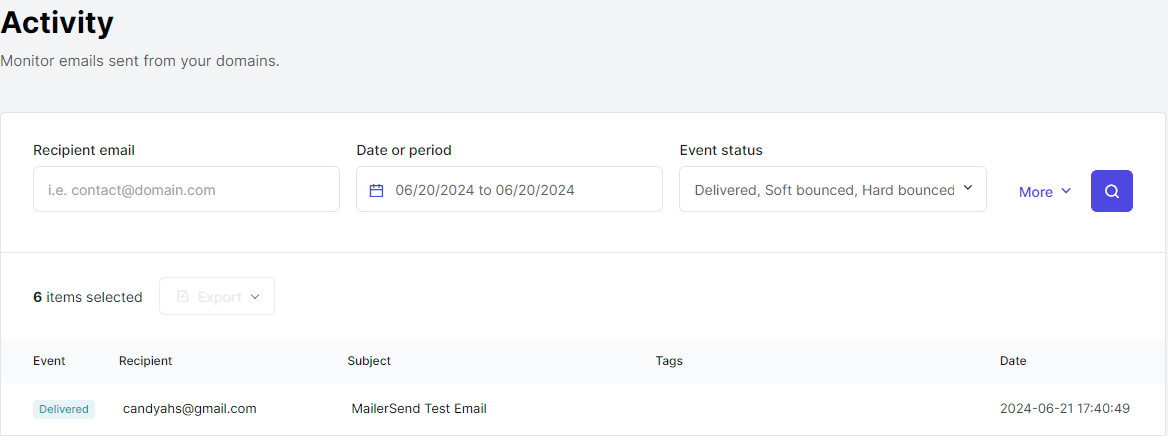 Activity
Monitor emails sent from your domains.
Recipient email Date or period Event status
i.e. contact@domain.com 06/20/2024 to 06/20/2024 Delivered, Soft bounced, Hard bounced More
6 items selected Export
Event Recipient Subject Tags Date
Delivered candyahs@gmail.com MailerSend Test Email 2024-06-21 17:40:49